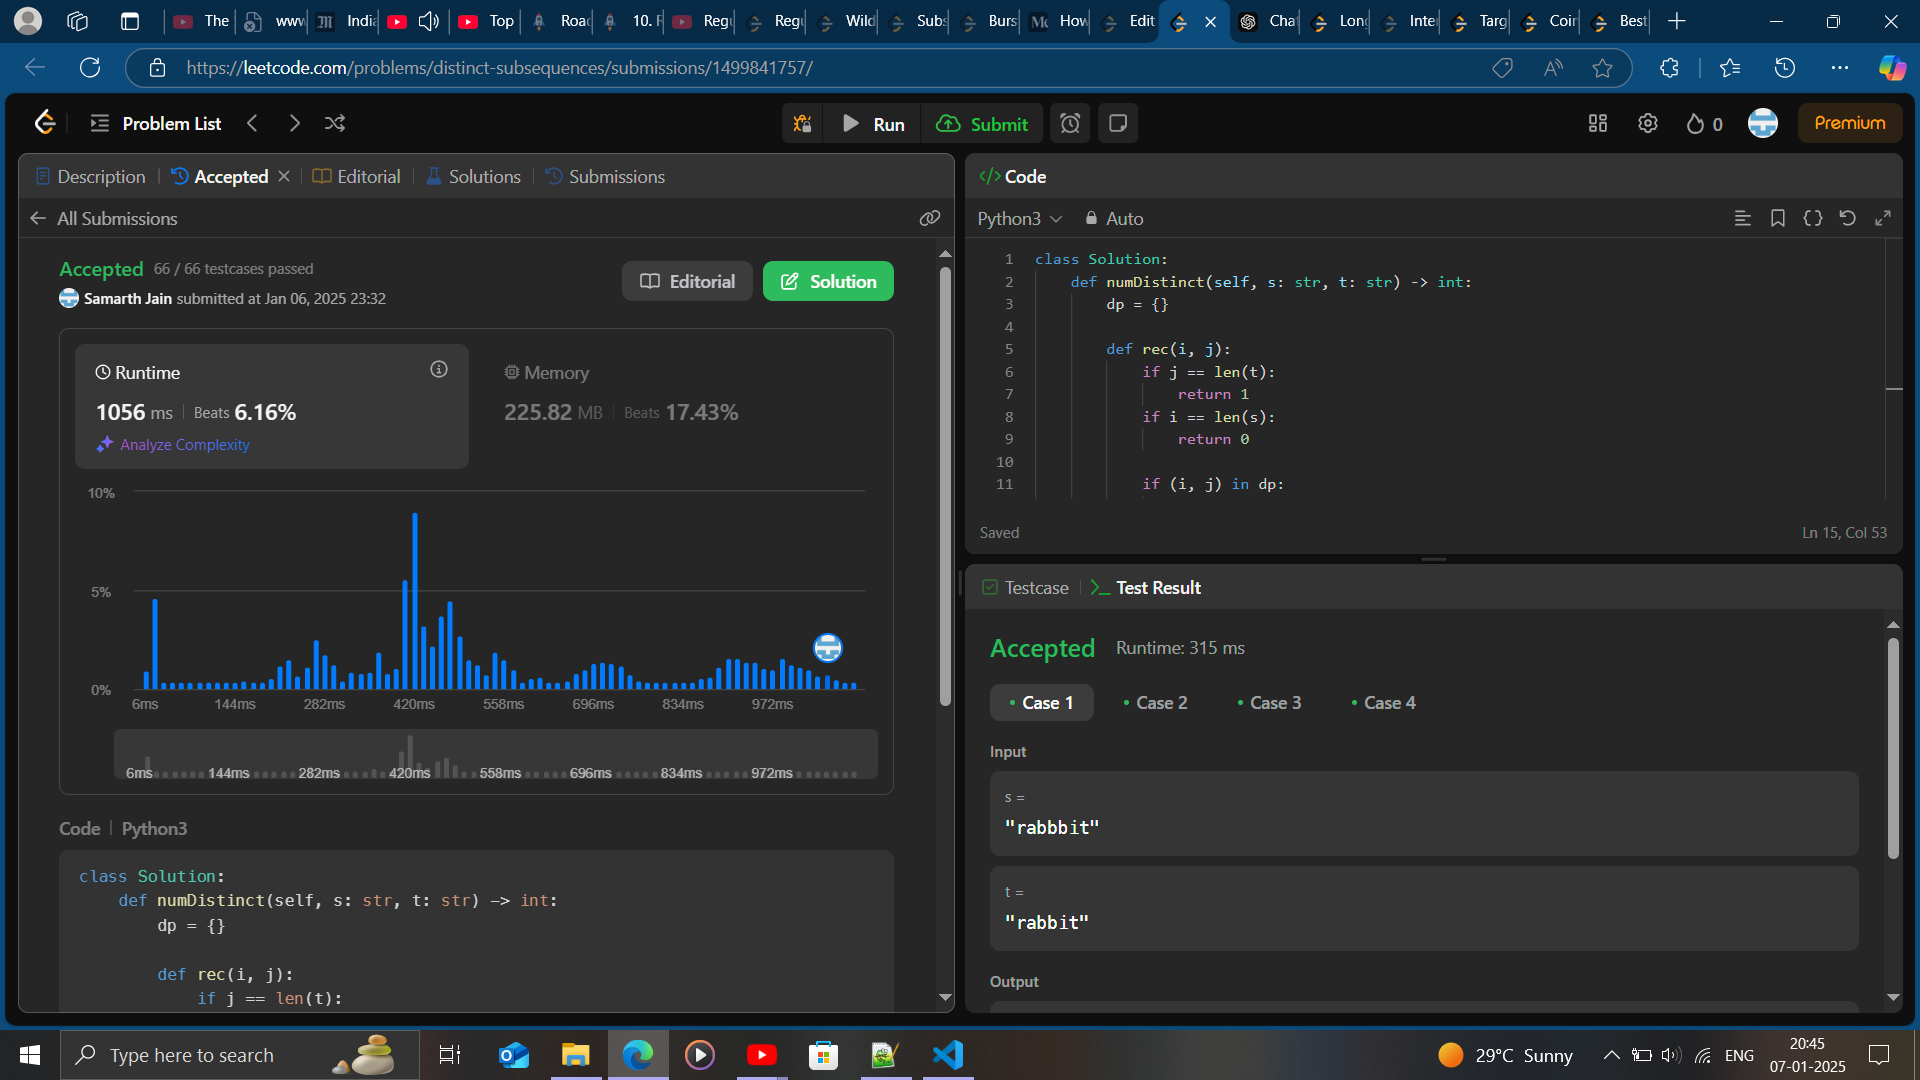 The
www
India
Top
Road
10. R
Regu
Regu
Wild
Subs
Burs
How
Edit
Chat
Long
Inter
Targ
Coin
Best
https://leetcode.com/problems/distinct-subsequences/submissions/1499841757/
Problem List
Run
Submit
0
Premium
Description
Accepted
Editorial
Solutions
Submissions
All Submissions
Accepted 66 / 66 testcases passed
Samarth Jain submitted at Jan 06, 2025 23:32
Editorial
Solution
Runtime
1056 ms Beats 6.16%
Analyze Complexity
Memory
225.82 MB Beats 17.43%
10%
5%
0%
6ms 144ms 282ms 420ms 558ms 696ms 834ms 972ms
6ms 144ms 282ms 420ms 558ms 696ms 834ms 972ms
Code Python3
class Solution:
def numDistinct(self, s: str, t: str) -> int:
dp = {}
def rec(i, j):
if j == len(t):
</> Code
Python3
Auto
1 class Solution:
2 def numDistinct(self, s: str, t: str) -> int:
3 dp = {}
4
5 def rec(i, j):
6 if j == len(t):
7 return 1
8 if i == len(s):
9 return 0
10
11 if (i, j) in dp:
Saved
Ln 15, Col 53
Testcase
Test Result
Accepted Runtime: 315 ms
Case 1
Case 2
Case 3
Case 4
Input
s =
"rabbbit"
t =
"rabbit"
Output
Type here to search
29°C Sunny
ENG
20:45
07-01-2025